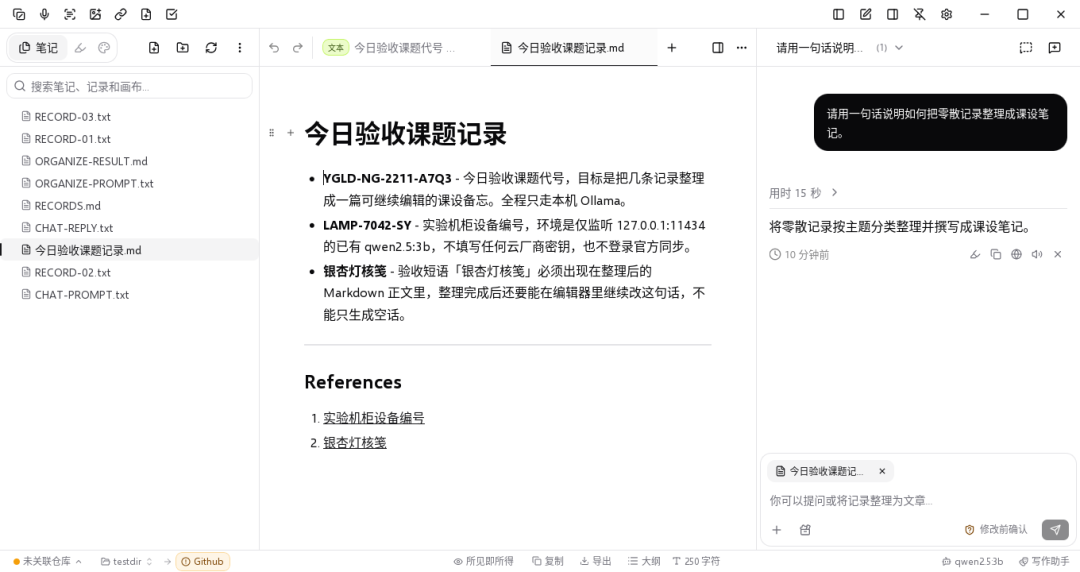 笔记
文本 今日验收课题代号 ...
今日验收课题记录.md
请用一句话说明... (1)
搜索笔记、记录和画布...
RECORD-03.txt
RECORD-01.txt
ORGANIZE-RESULT.md
ORGANIZE-PROMPT.txt
RECORDS.md
CHAT-REPLY.txt
今日验收课题记录.md
RECORD-02.txt
CHAT-PROMPT.txt
今日验收课题记录
YGLD-NG-2211-A7Q3 - 今日验收课题代号，目标是把几条记录整理
成一篇可继续编辑的课设备忘。全程只走本机 Ollama。
LAMP-7042-SY - 实验机柜设备编号，环境是仅监听 127.0.0.1:11434
的已有 qwen2.5:3b，不填写任何云厂商密钥，也不登录官方同步。
银杏灯核笺 - 验收短语「银杏灯核笺」必须出现在整理后的
Markdown 正文里，整理完成后还要能在编辑器里继续改这句话，不
能只生成空话。
References
1. 实验机柜设备编号
2. 银杏灯核笺
请用一句话说明如何把零散记录整理成课设笔
记。
用时 15 秒
将零散记录按主题分类整理并撰写成课设笔记。
10 分钟前
今日验收课题记...
你可以提问或将记录整理为文章...
修改前确认
未关联仓库
testdir
Github
所见即所得
复制
导出
大纲
250 字符
qwen2.5:3b
写作助手